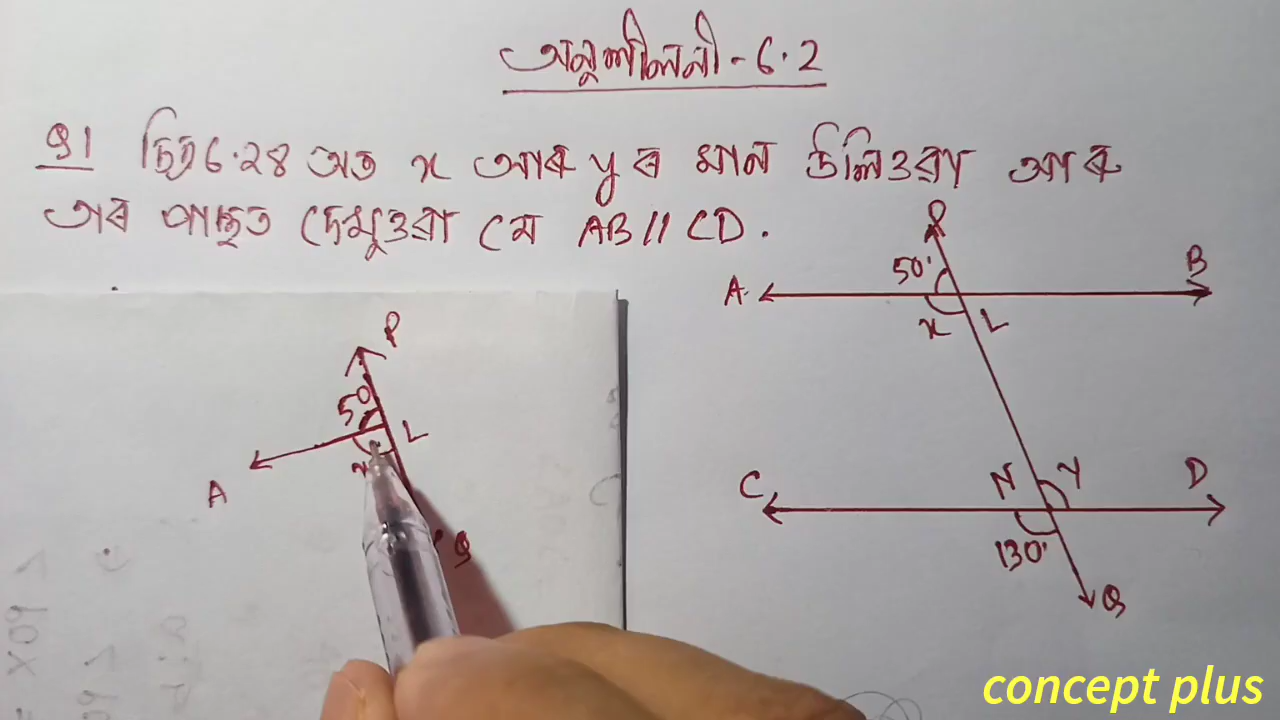 অনুশীলনী - 6.2
Q1 চিত্ৰ 6.28 অত x আৰু y ৰ মান উলিওৱা আৰু
তাৰ পাছত দেখুওৱা যে AB // CD.
P
50°
A
B
x
L
P
50
L
x
A
Q
N
y
C
D
130°
Q
concept plus